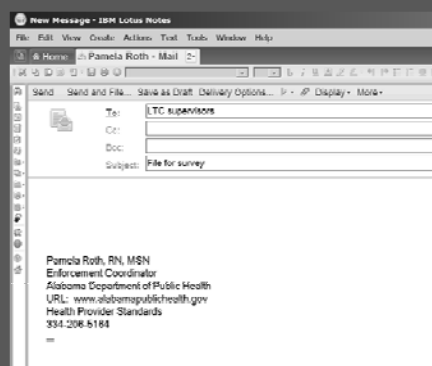 New Message - IBM Lotus Notes
File Edit View Create Actions Text Tools Window Help
Home Pamela Roth - Mail
Send Send and File... Save as Draft Delivery Options... Display More
To: LTC supervisors
Cc:
Bcc:
Subject: File for survey
Pamela Roth, RN, MSN
Enforcement Coordinator
Alabama Department of Public Health
URL: www.alabamapublichealth.gov
Health Provider Standards
334-206-5164